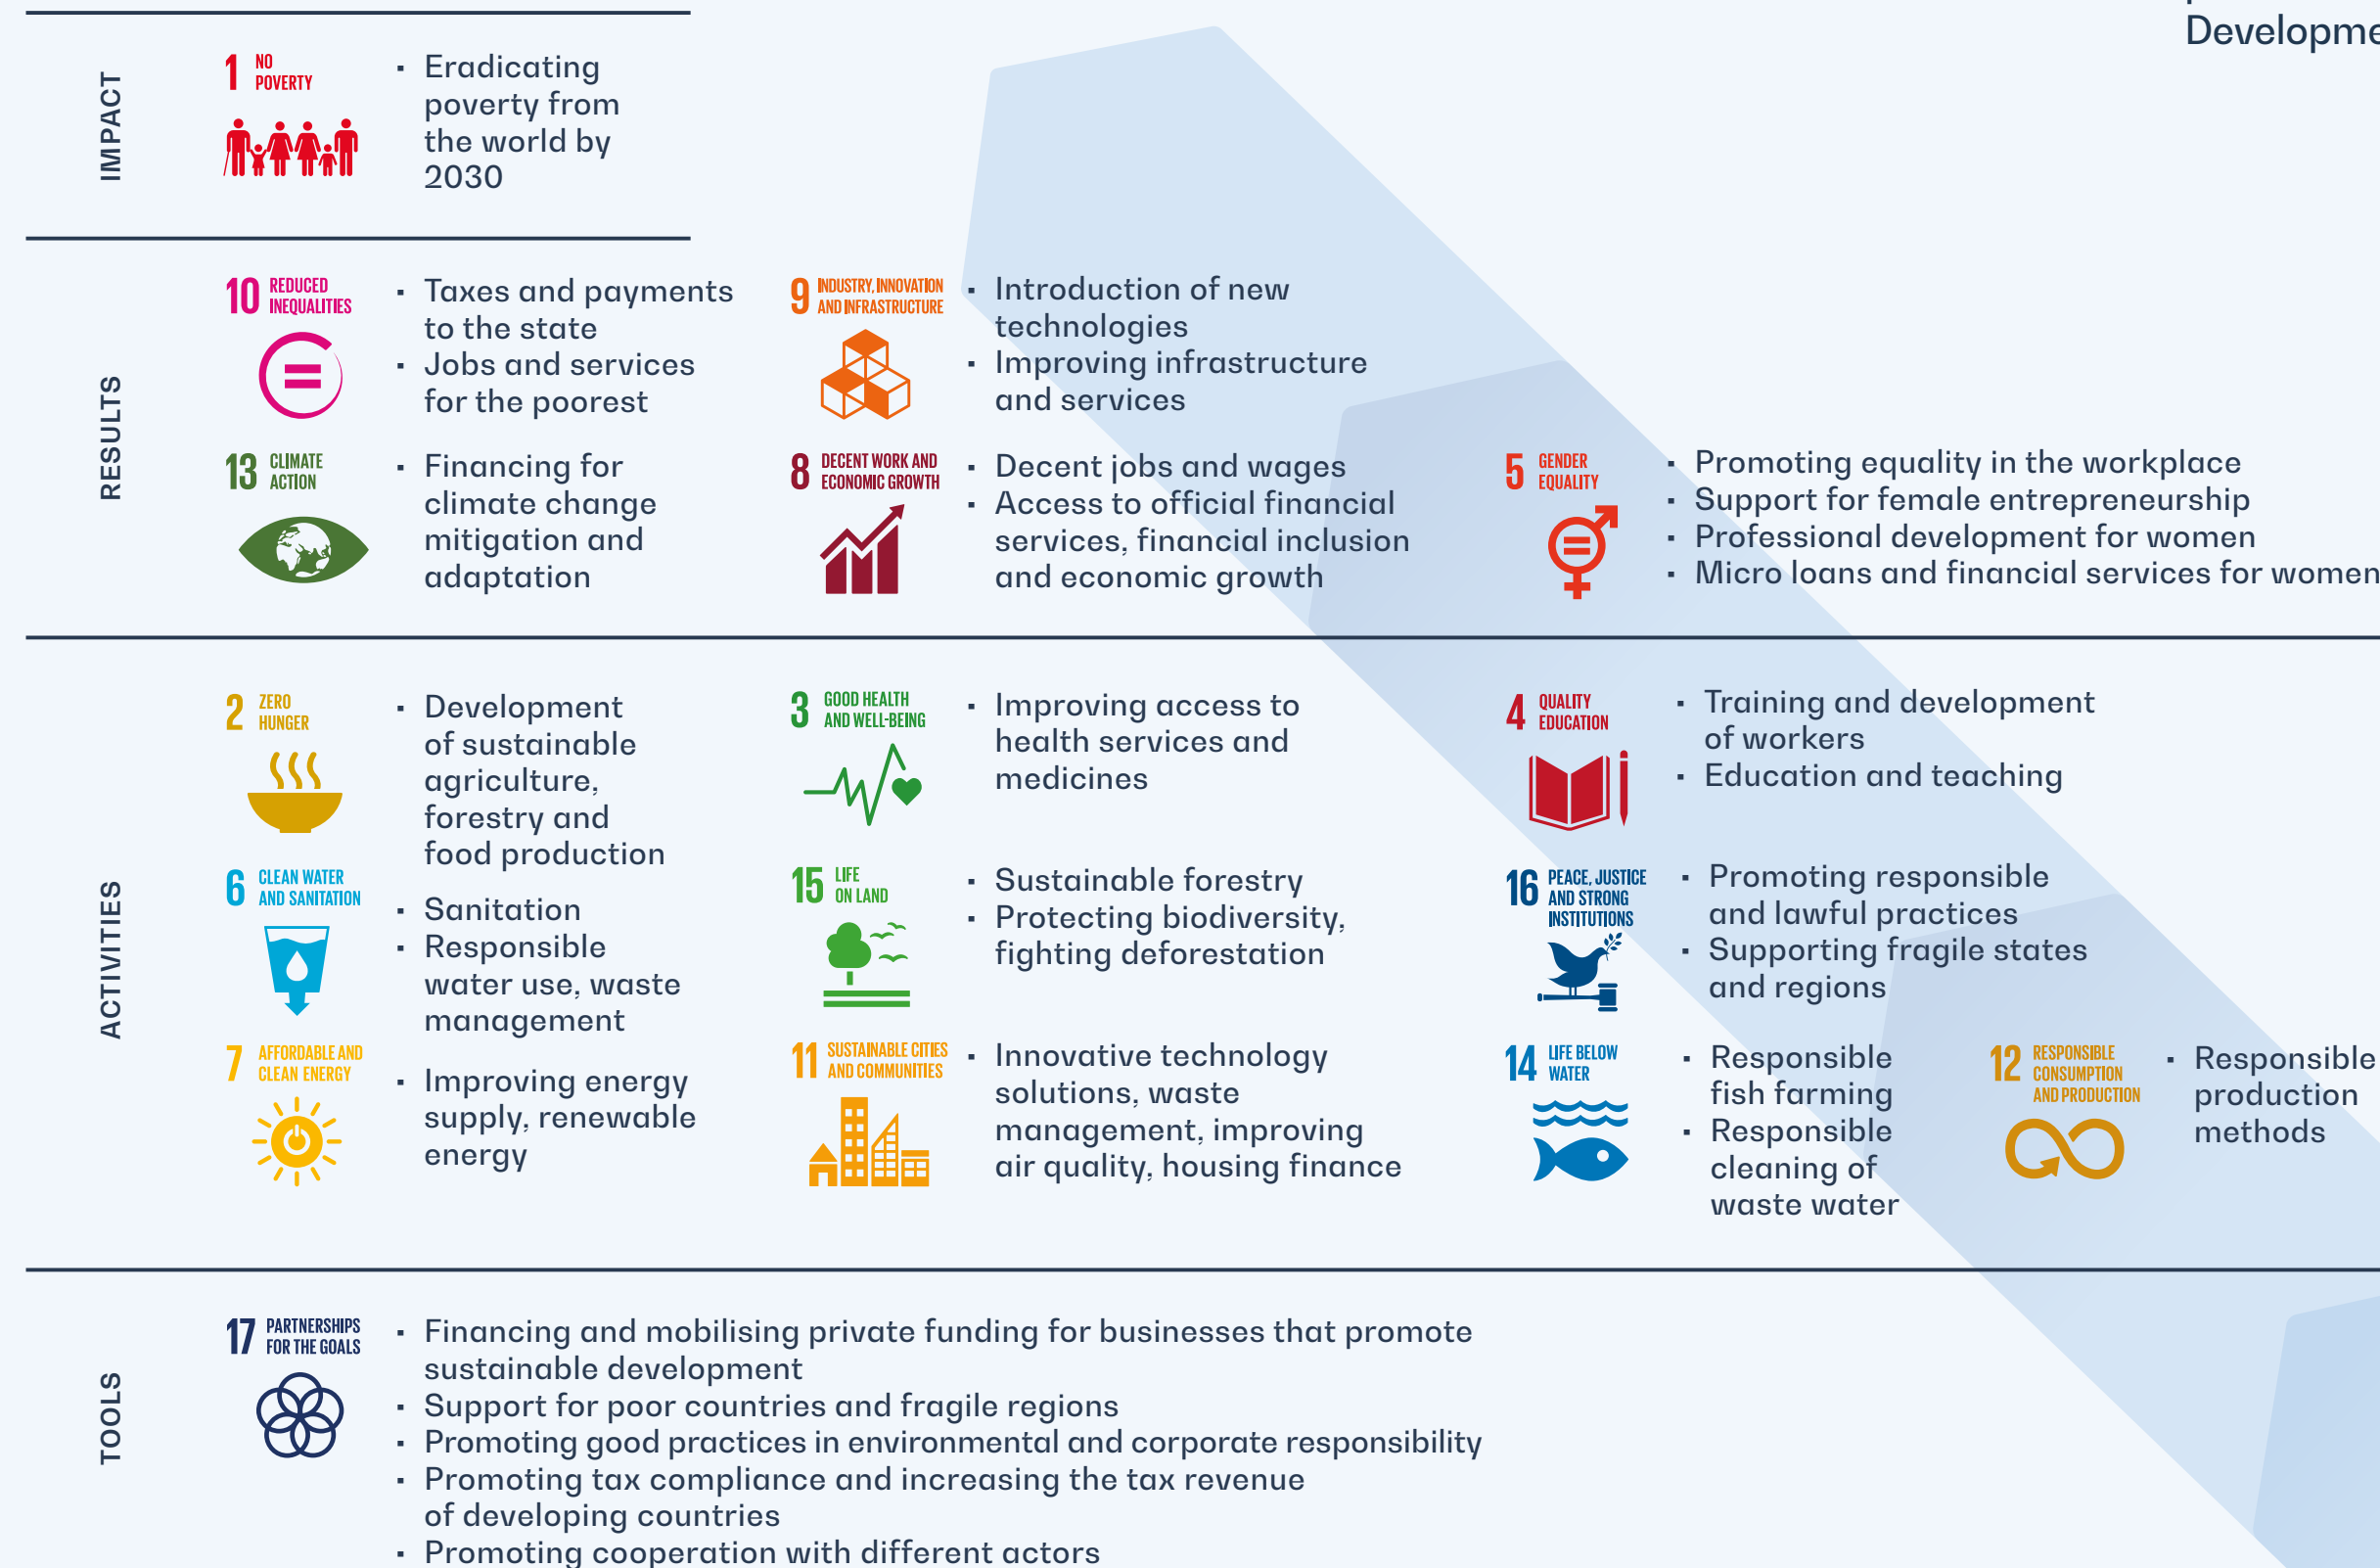 Developme
IMPACT
1 NO
POVERTY
· Eradicating
poverty from
the world by
2030
RESULTS
10 REDUCED
INEQUALITIES
· Taxes and payments
to the state
· Jobs and services
for the poorest
9 INDUSTRY, INNOVATION
AND INFRASTRUCTURE
· Introduction of new
technologies
· Improving infrastructure
and services
13 CLIMATE
ACTION
· Financing for
climate change
mitigation and
adaptation
8 DECENT WORK AND
ECONOMIC GROWTH
· Decent jobs and wages
· Access to official financial
services, financial inclusion
and economic growth
5 GENDER
EQUALITY
· Promoting equality in the workplace
· Support for female entrepreneurship
· Professional development for women
· Micro loans and financial services for women
ACTIVITIES
2 ZERO
HUNGER
· Development
of sustainable
agriculture,
forestry and
food production
3 GOOD HEALTH
AND WELL-BEING
· Improving access to
health services and
medicines
4 QUALITY
EDUCATION
· Training and development
of workers
· Education and teaching
6 CLEAN WATER
AND SANITATION
· Sanitation
· Responsible
water use, waste
management
15 LIFE
ON LAND
· Sustainable forestry
· Protecting biodiversity,
fighting deforestation
16 PEACE, JUSTICE
AND STRONG
INSTITUTIONS
· Promoting responsible
and lawful practices
· Supporting fragile states
and regions
7 AFFORDABLE AND
CLEAN ENERGY
· Improving energy
supply, renewable
energy
11 SUSTAINABLE CITIES
AND COMMUNITIES
· Innovative technology
solutions, waste
management, improving
air quality, housing finance
14 LIFE BELOW
WATER
· Responsible
fish farming
· Responsible
cleaning of
waste water
12 RESPONSIBLE
CONSUMPTION
AND PRODUCTION
· Responsible
production
methods
TOOLS
17 PARTNERSHIPS
FOR THE GOALS
· Financing and mobilising private funding for businesses that promote
sustainable development
· Support for poor countries and fragile regions
· Promoting good practices in environmental and corporate responsibility
· Promoting tax compliance and increasing the tax revenue
of developing countries
· Promoting cooperation with different actors